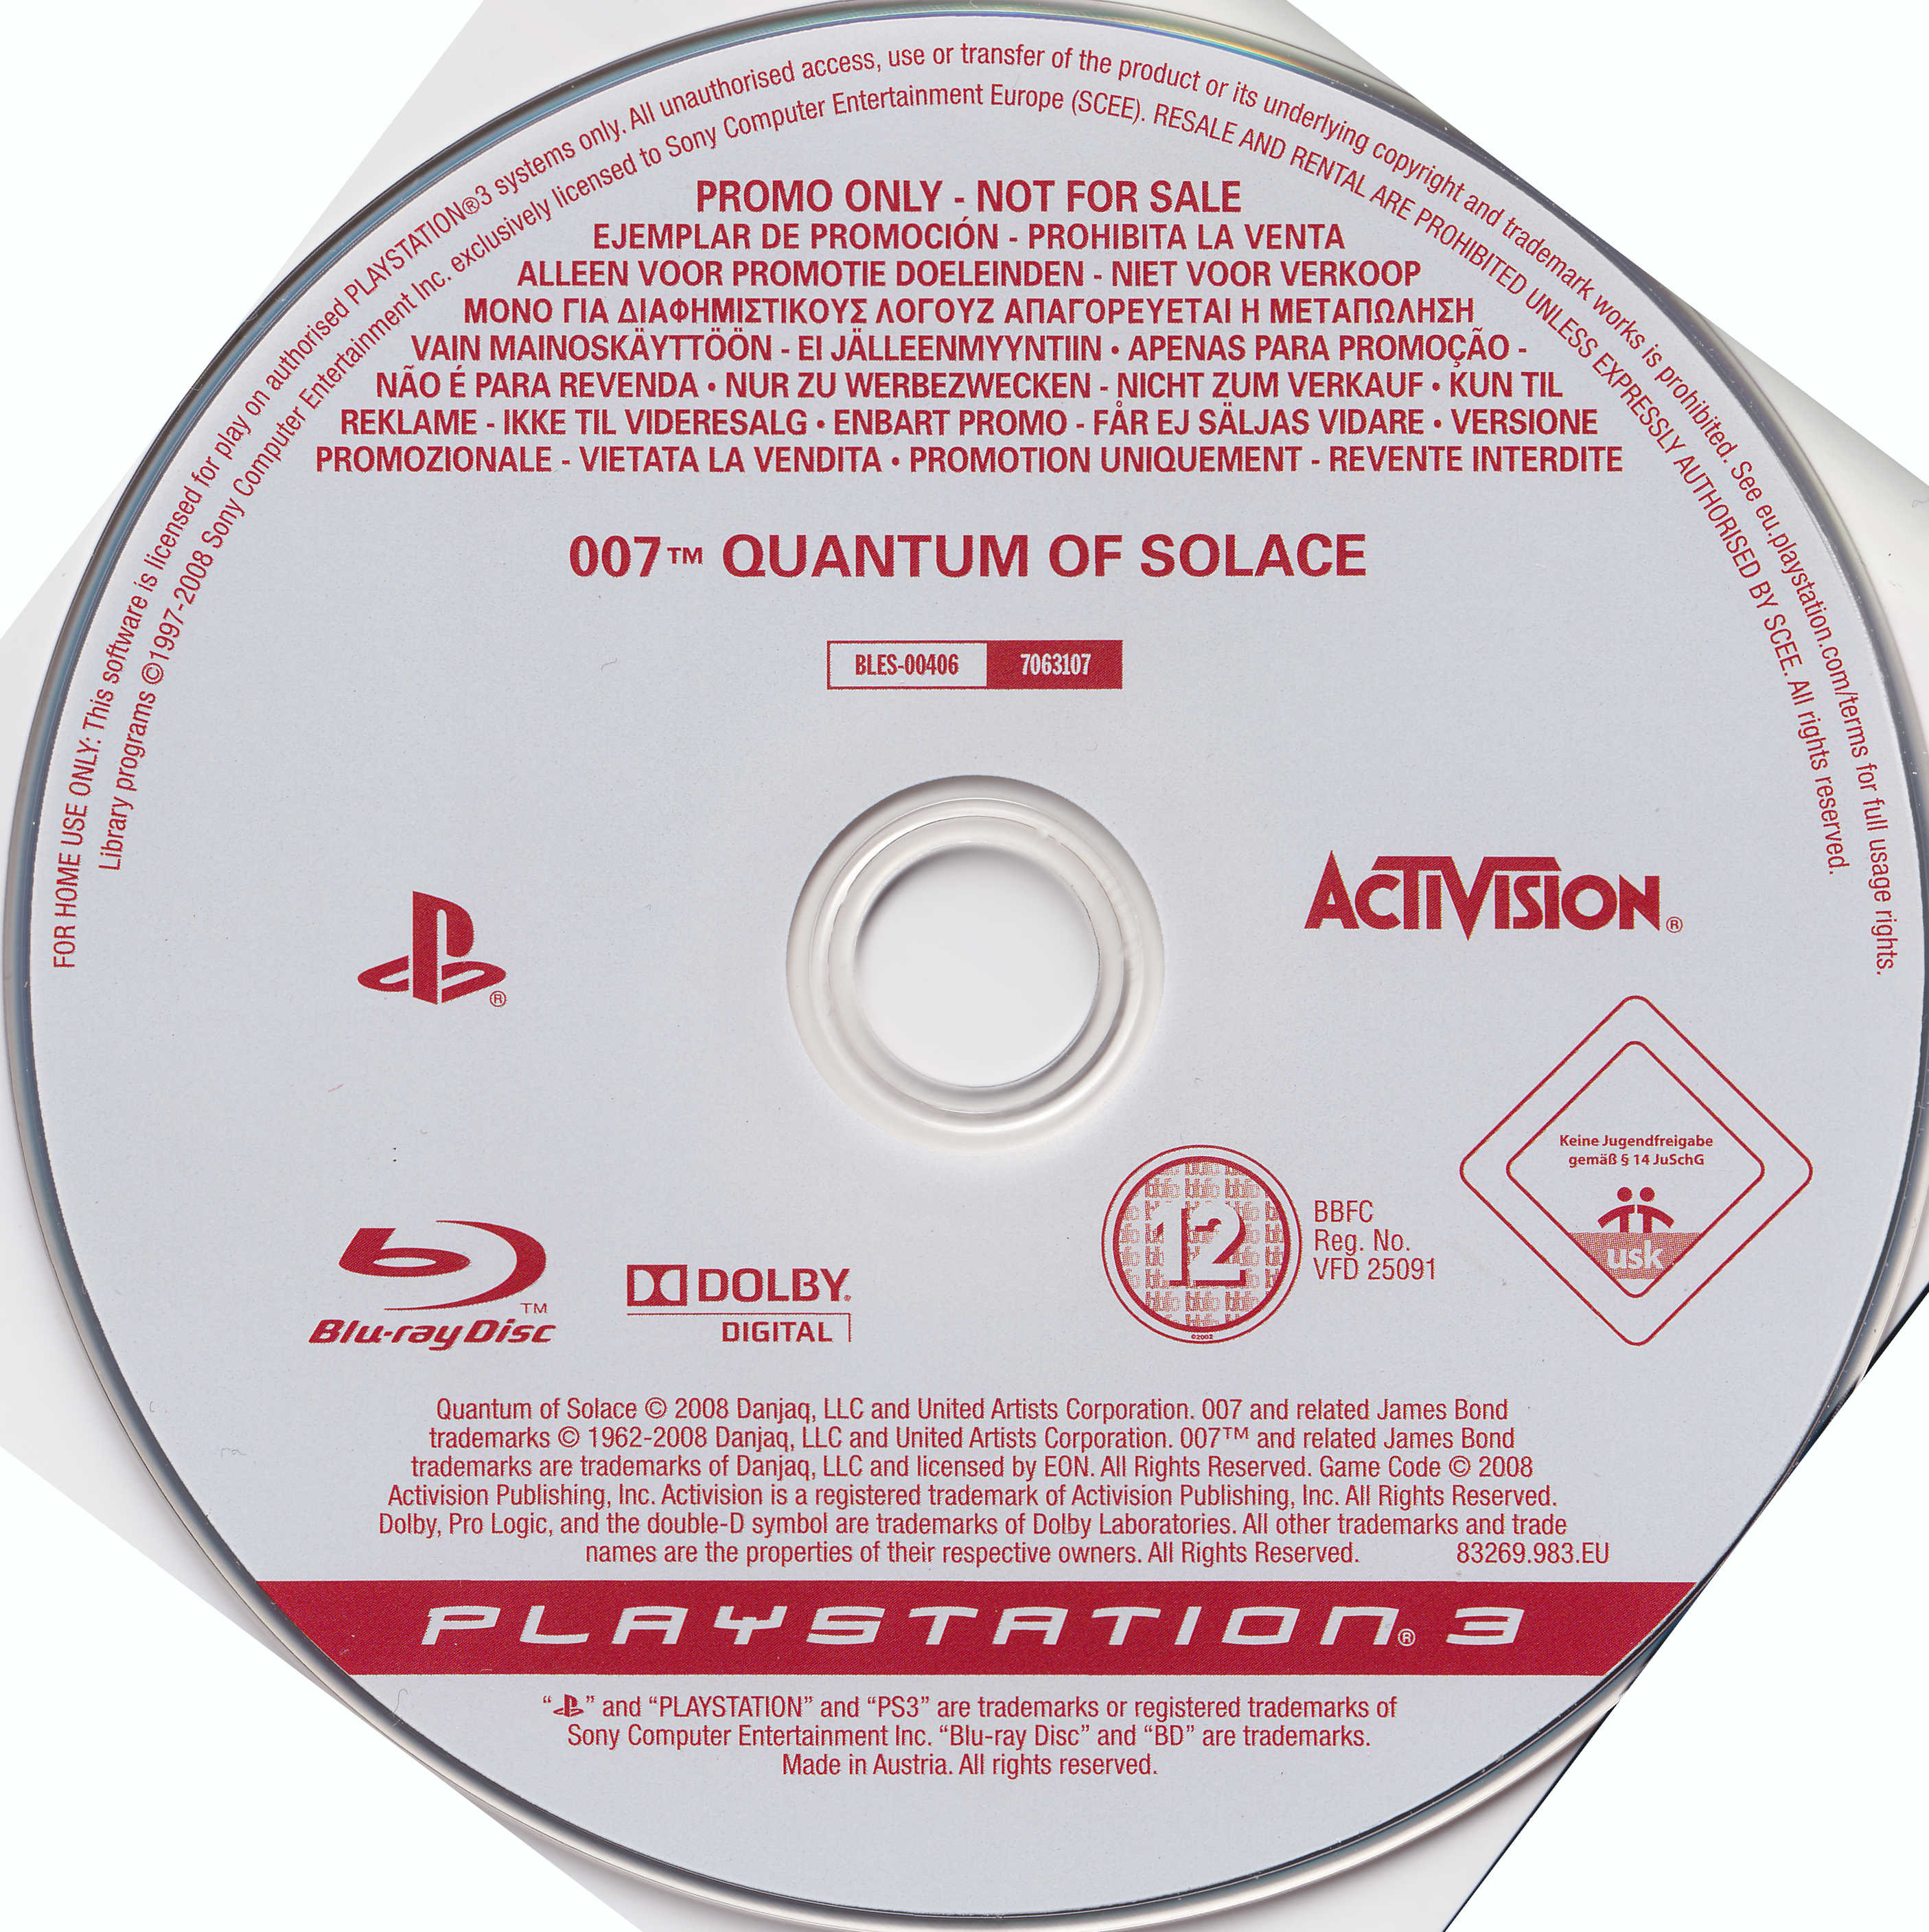 FOR HOME USE ONLY: This software is licensed for play on authorised PLAYSTATION®3 systems only. All unauthorised access, use or transfer of the product or its underlying copyright and trademark works is prohibited. See eu.playstation.com/terms for full usage rights.
Library programs ©1997-2008 Sony Computer Entertainment Inc. exclusively licensed to Sony Computer Entertainment Europe (SCEE). RESALE AND RENTAL ARE PROHIBITED UNLESS EXPRESSLY AUTHORISED BY SCEE. All rights reserved.
PROMO ONLY - NOT FOR SALE
EJEMPLAR DE PROMOCIÓN - PROHIBITA LA VENTA
ALLEEN VOOR PROMOTIE DOELEINDEN - NIET VOOR VERKOOP
ΜΟΝΟ ΓΙΑ ΔΙΑΦΗΜΙΣΤΙΚΟΥΣ ΛΟΓΟΥΖ ΑΠΑΓΟΡΕΥΕΤΑΙ Η ΜΕΤΑΠΩΛΗΣΗ
VAIN MAINOSKÄYTTÖÖN - EI JÄLLEENMYYNTIIN • APENAS PARA PROMOÇÃO -
NÃO É PARA REVENDA • NUR ZU WERBEZWECKEN - NICHT ZUM VERKAUF • KUN TIL
REKLAME - IKKE TIL VIDERESALG • ENBART PROMO - FÅR EJ SÄLJAS VIDARE • VERSIONE
PROMOZIONALE - VIETATA LA VENDITA • PROMOTION UNIQUEMENT - REVENTE INTERDITE
007™ QUANTUM OF SOLACE
BLES-00406 7063107
ACTIVISION®
Keine Jugendfreigabe
gemäß § 14 JuSchG
usk
12
©2002
BBFC
Reg. No.
VFD 25091
Blu-ray Disc™
DOLBY®
DIGITAL
Quantum of Solace © 2008 Danjaq, LLC and United Artists Corporation. 007 and related James Bond
trademarks © 1962-2008 Danjaq, LLC and United Artists Corporation. 007™ and related James Bond
trademarks are trademarks of Danjaq, LLC and licensed by EON. All Rights Reserved. Game Code © 2008
Activision Publishing, Inc. Activision is a registered trademark of Activision Publishing, Inc. All Rights Reserved.
Dolby, Pro Logic, and the double-D symbol are trademarks of Dolby Laboratories. All other trademarks and trade
names are the properties of their respective owners. All Rights Reserved. 83269.983.EU
PLAYSTATION®3
“PS” and “PLAYSTATION” and “PS3” are trademarks or registered trademarks of
Sony Computer Entertainment Inc. “Blu-ray Disc” and “BD” are trademarks.
Made in Austria. All rights reserved.